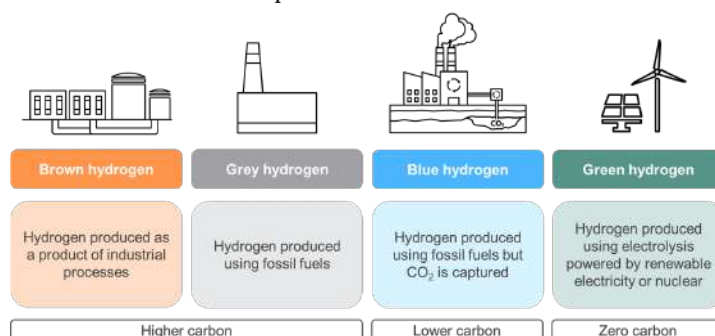 CO₂
Brown hydrogen
Grey hydrogen
Blue hydrogen
Green hydrogen
Hydrogen produced as
a product of industrial
processes
Hydrogen produced
using fossil fuels
Hydrogen produced
using fossil fuels but
CO₂ is captured
Hydrogen produced
using electrolysis
powered by renewable
electricity or nuclear
Higher carbon
Lower carbon
Zero carbon